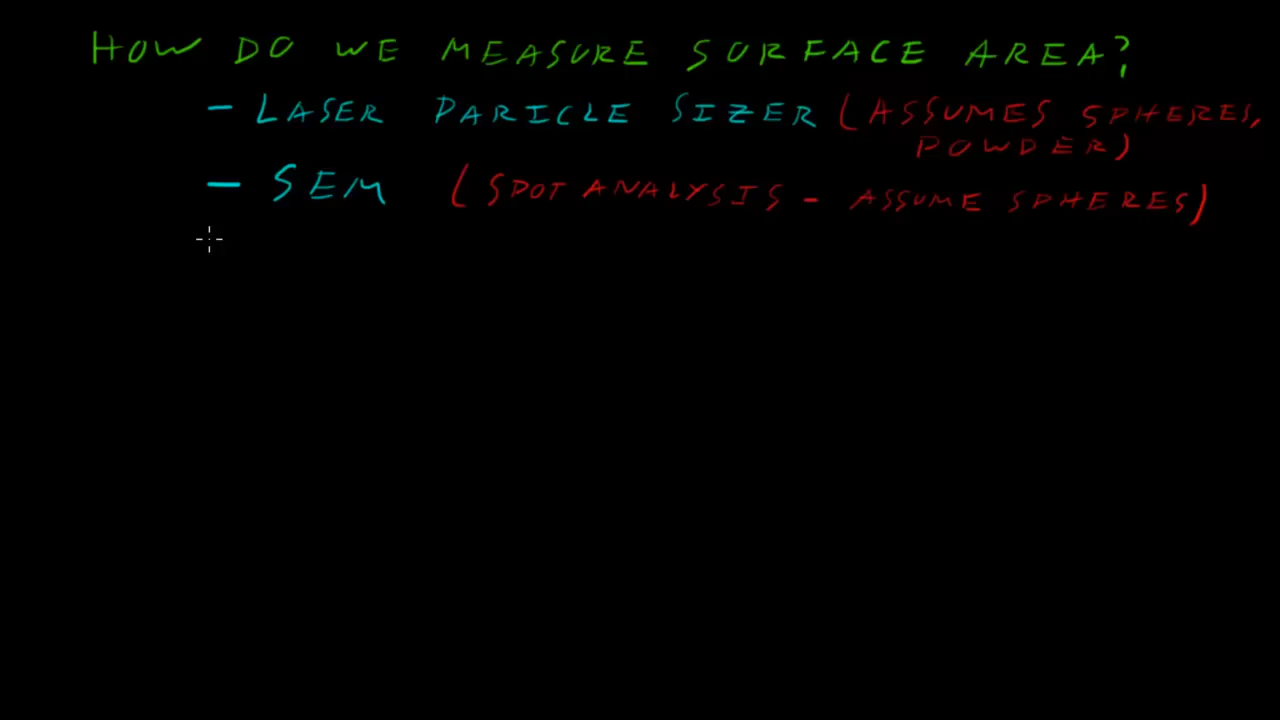 HOW DO WE MEASURE SURFACE AREA?
- LASER PARICLE SIZER (ASSUMES SPHERES,
POWDER)
- SEM (SPOT ANALYSIS - ASSUME SPHERES)